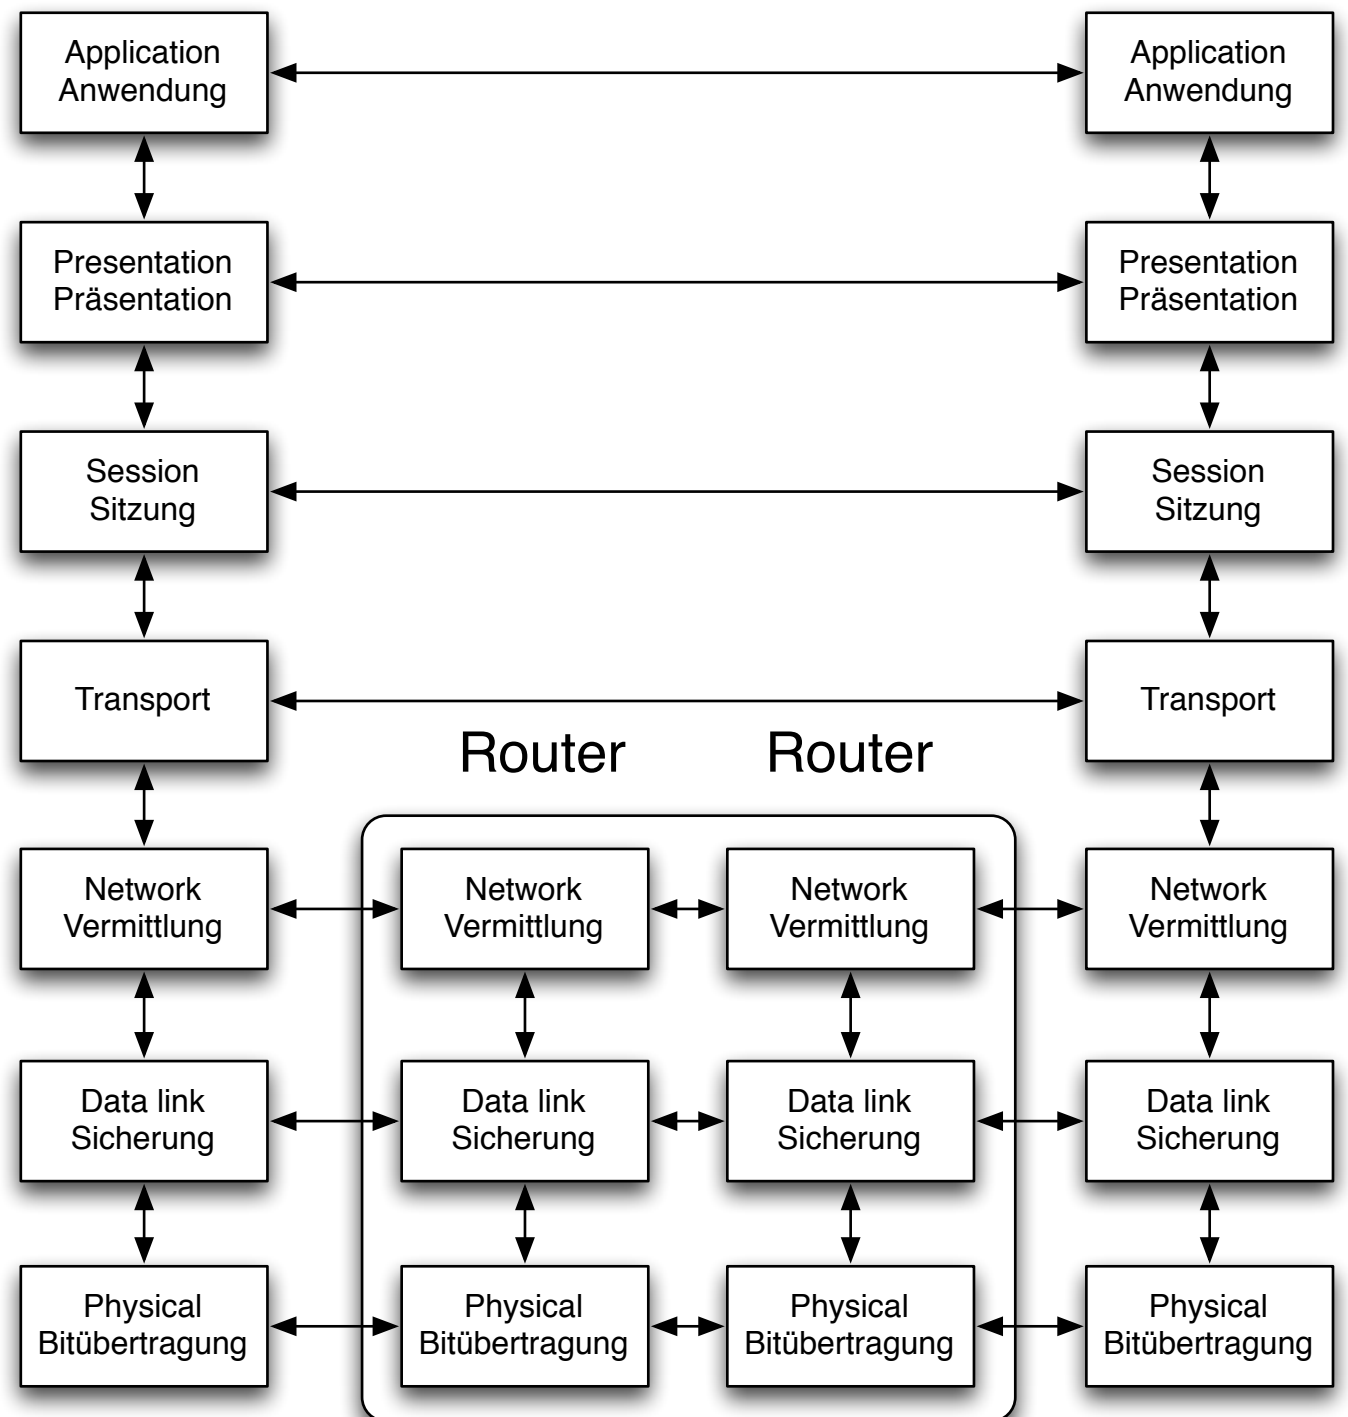 Application
Anwendung
Application
Anwendung
Presentation
Präsentation
Presentation
Präsentation
Session
Sitzung
Session
Sitzung
Transport
Transport
Router
Router
Network
Vermittlung
Network
Vermittlung
Network
Vermittlung
Network
Vermittlung
Data link
Sicherung
Data link
Sicherung
Data link
Sicherung
Data link
Sicherung
Physical
Bitübertragung
Physical
Bitübertragung
Physical
Bitübertragung
Physical
Bitübertragung